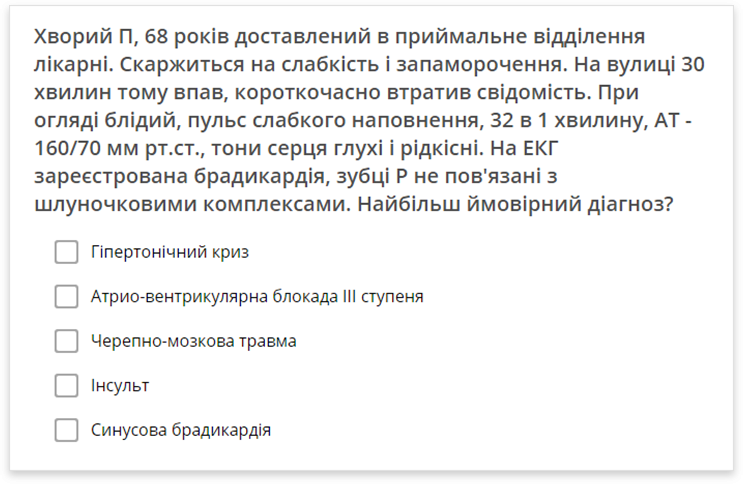 Хворий П, 68 років доставлений в приймальне відділення
лікарні. Скаржиться на слабкість і запаморочення. На вулиці 30
хвилин тому впав, короткочасно втратив свідомість. При
огляді блідий, пульс слабкого наповнення, 32 в 1 хвилину, АТ -
160/70 мм рт.ст., тони серця глухі і рідкісні. На ЕКГ
зареєстрована брадикардія, зубці Р не пов'язані з
шлуночковими комплексами. Найбільш ймовірний діагноз?
Гіпертонічний криз
Атрио-вентрикулярна блокада III ступеня
Черепно-мозкова травма
Інсульт
Синусова брадикардія